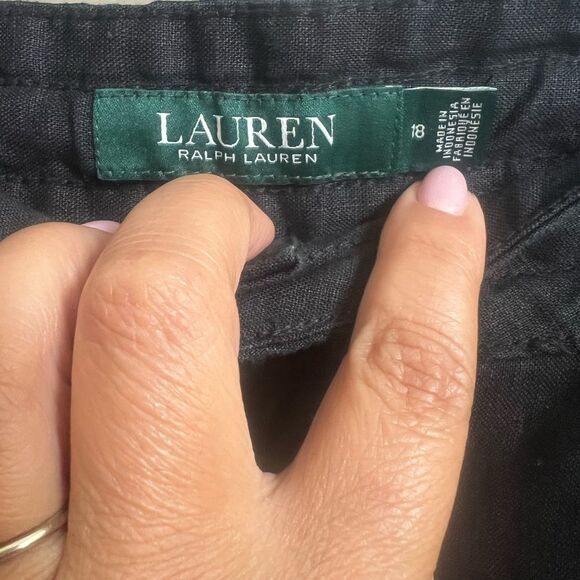 LAUREN
RALPH LAUREN
18
MADE IN
INDONESIA
FABRIQUÉ EN
INDONÉSIE